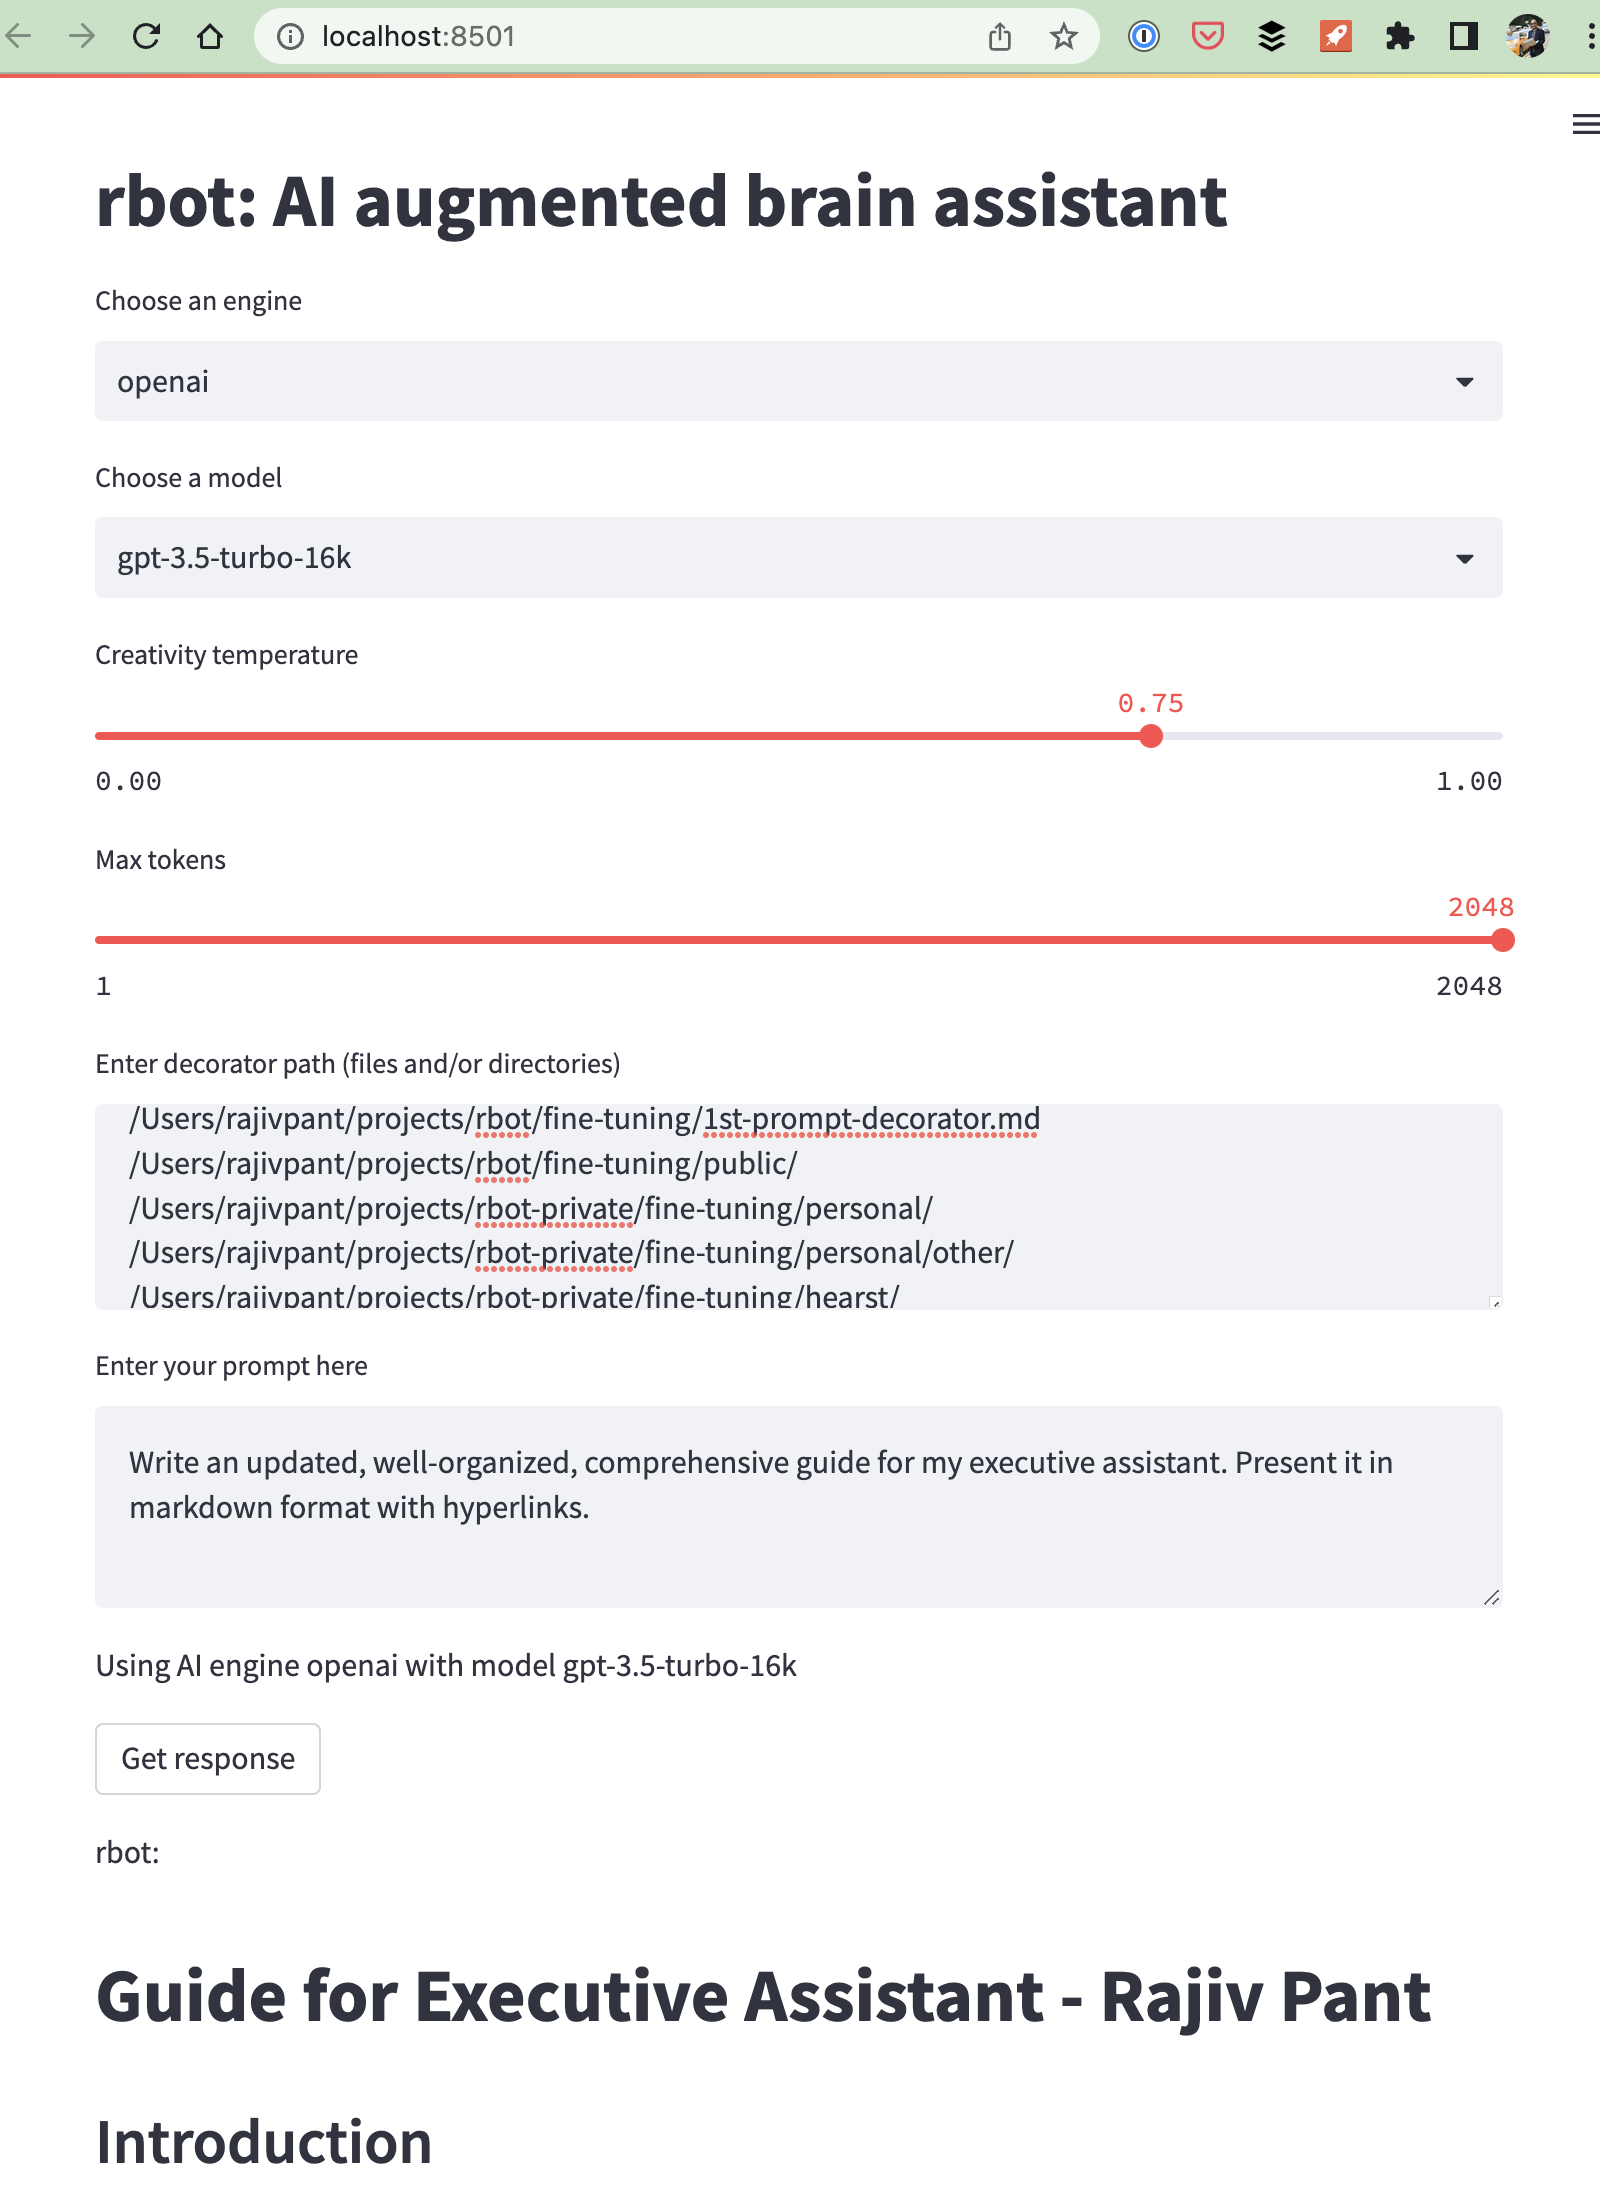 localhost:8501
rbot: AI augmented brain assistant
Choose an engine
openai
Choose a model
gpt-3.5-turbo-16k
Creativity temperature
0.75
0.00
1.00
Max tokens
2048
1
2048
Enter decorator path (files and/or directories)
/Users/rajivpant/projects/rbot/fine-tuning/1st-prompt-decorator.md
/Users/rajivpant/projects/rbot/fine-tuning/public/
/Users/rajivpant/projects/rbot-private/fine-tuning/personal/
/Users/rajivpant/projects/rbot-private/fine-tuning/personal/other/
/Users/rajivpant/projects/rbot-private/fine-tuning/hearst/
Enter your prompt here
Write an updated, well-organized, comprehensive guide for my executive assistant. Present it in
markdown format with hyperlinks.
Using AI engine openai with model gpt-3.5-turbo-16k
Get response
rbot:
Guide for Executive Assistant - Rajiv Pant
Introduction